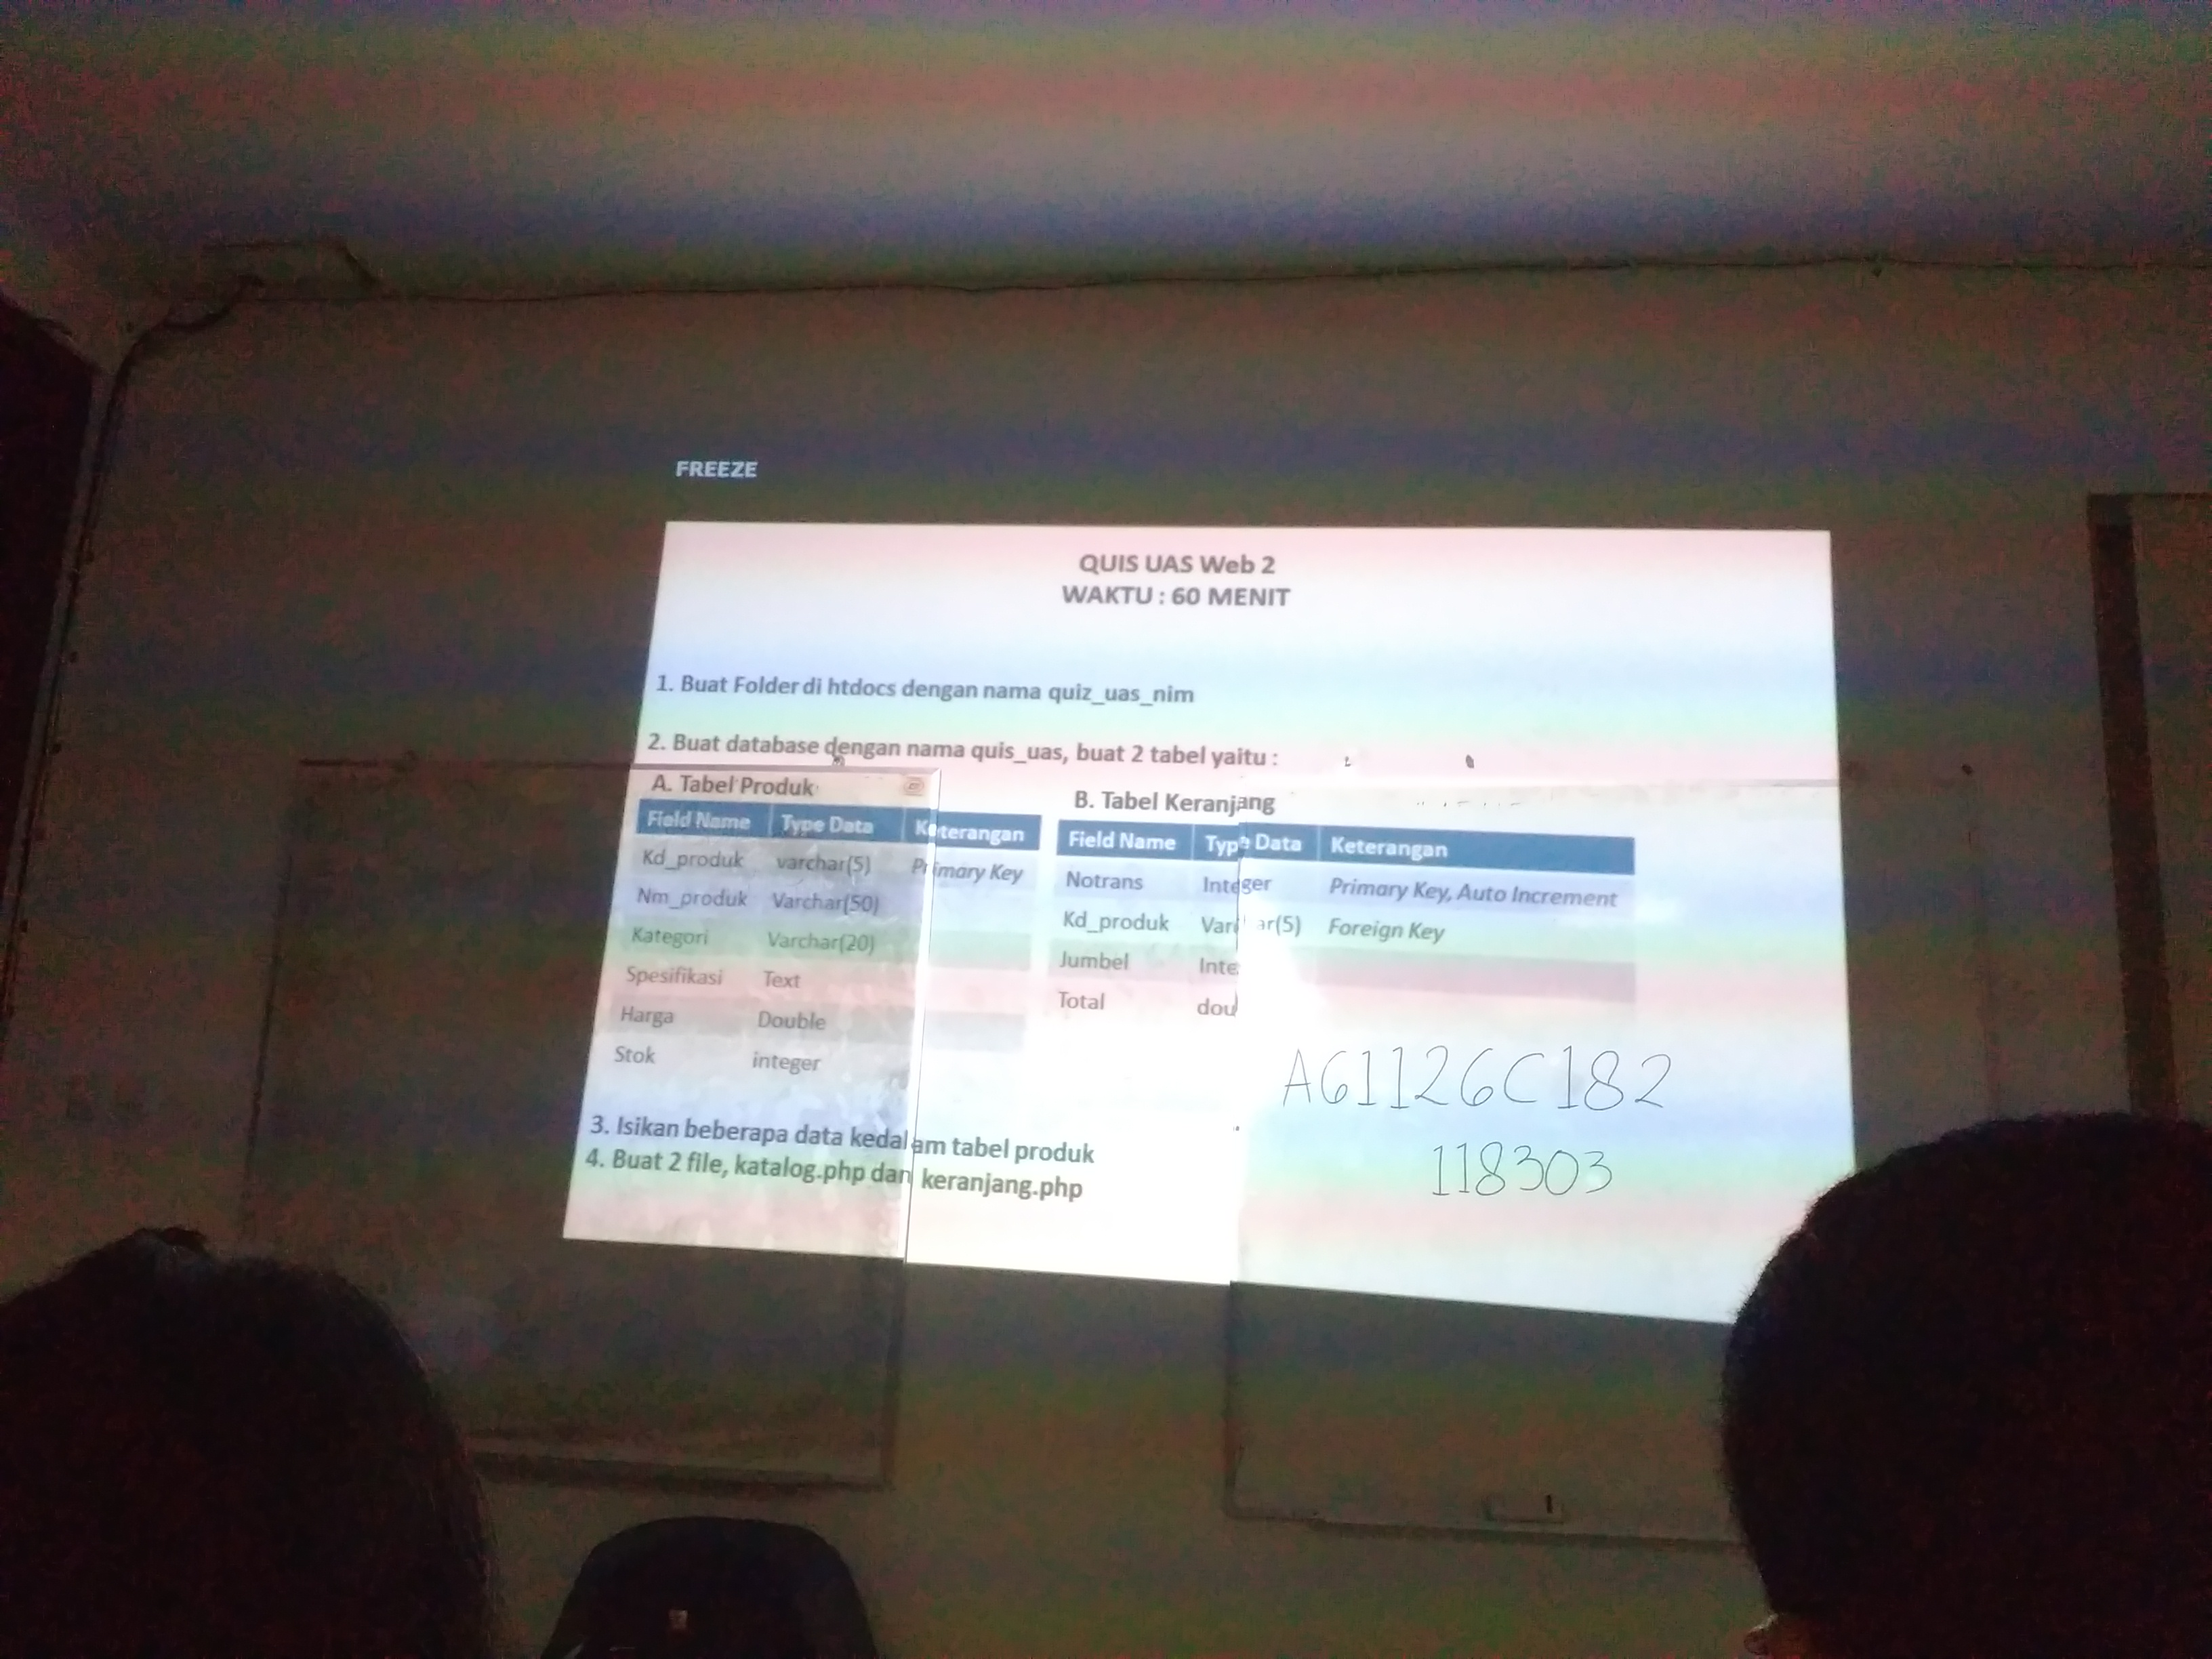 FREEZE
QUIS UAS Web 2
WAKTU : 60 MENIT
1. Buat Folder di htdocs dengan nama quiz_uas_nim
2. Buat database dengan nama quis_uas, buat 2 tabel yaitu :
A. Tabel Produk
Field Name Type Data Keterangan
Kd_produk varchar(5) Primary Key
Nm_produk Varchar(50)
Kategori Varchar(20)
Spesifikasi Text
Harga Double
Stok integer
B. Tabel Keranjang
Field Name Type Data Keterangan
Notrans Integer Primary Key, Auto Increment
Kd_produk Varchar(5) Foreign Key
Jumbel Inte
Total dou
A61126C182
118303
3. Isikan beberapa data kedalam tabel produk
4. Buat 2 file, katalog.php dan keranjang.php